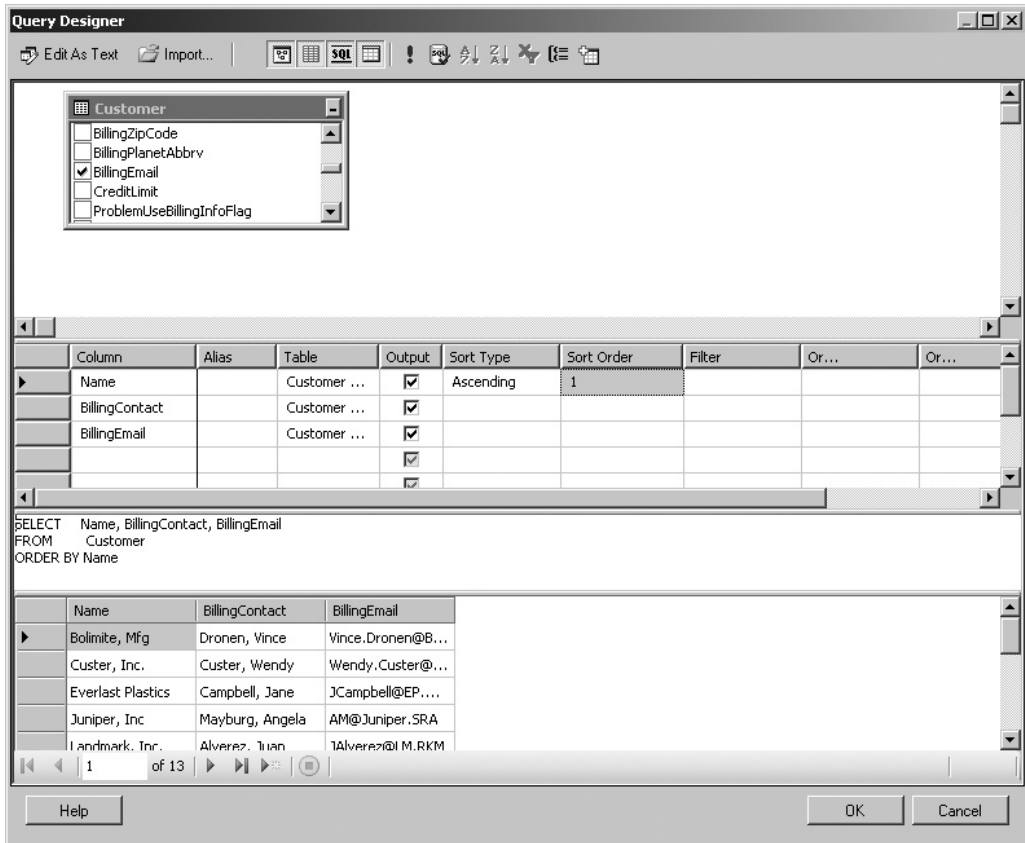 Query Designer
Edit As Text Import... SQL
Customer
BillingZipCode
BillingPlanetAbbrv
BillingEmail
CreditLimit
ProblemUseBillingInfoFlag
Column Alias Table Output Sort Type Sort Order Filter Or... Or...
Name Customer ... Ascending 1
BillingContact Customer ...
BillingEmail Customer ...
SELECT Name, BillingContact, BillingEmail
FROM Customer
ORDER BY Name
Name BillingContact BillingEmail
Bolimite, Mfg Dronen, Vince Vince.Dronen@B...
Custer, Inc. Custer, Wendy Wendy.Custer@...
Everlast Plastics Campbell, Jane JCampbell@EP....
Juniper, Inc Mayburg, Angela AM@Juniper.SRA
Landmark, Inc. Alverez, Juan JAlverez@LM.RKM
1 of 13
Help OK Cancel